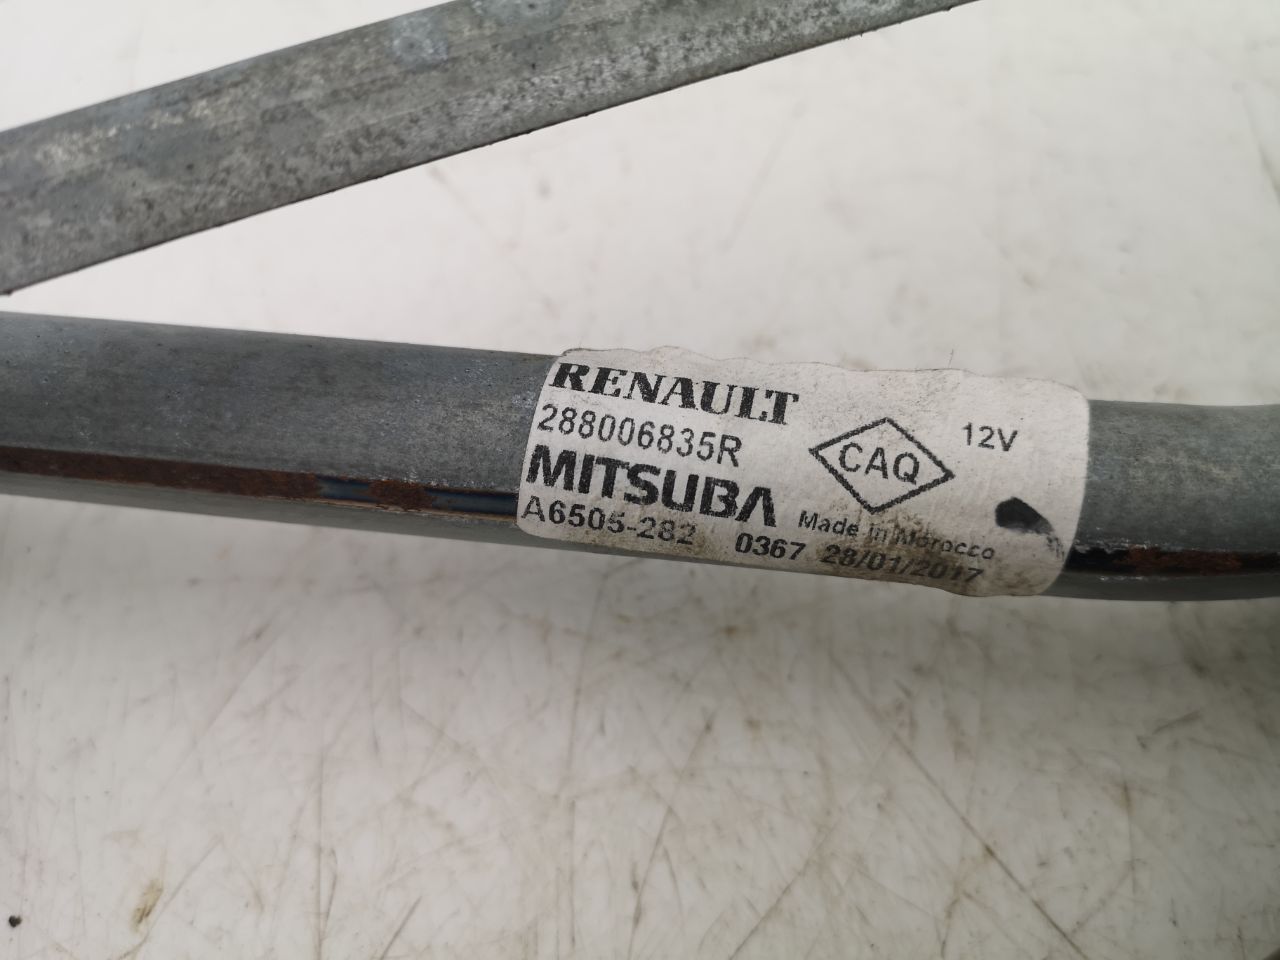 RENAULT
288006835R
MITSUBA
A6505-282
CAQ
12V
Made in Morocco
0367 28/01/2017